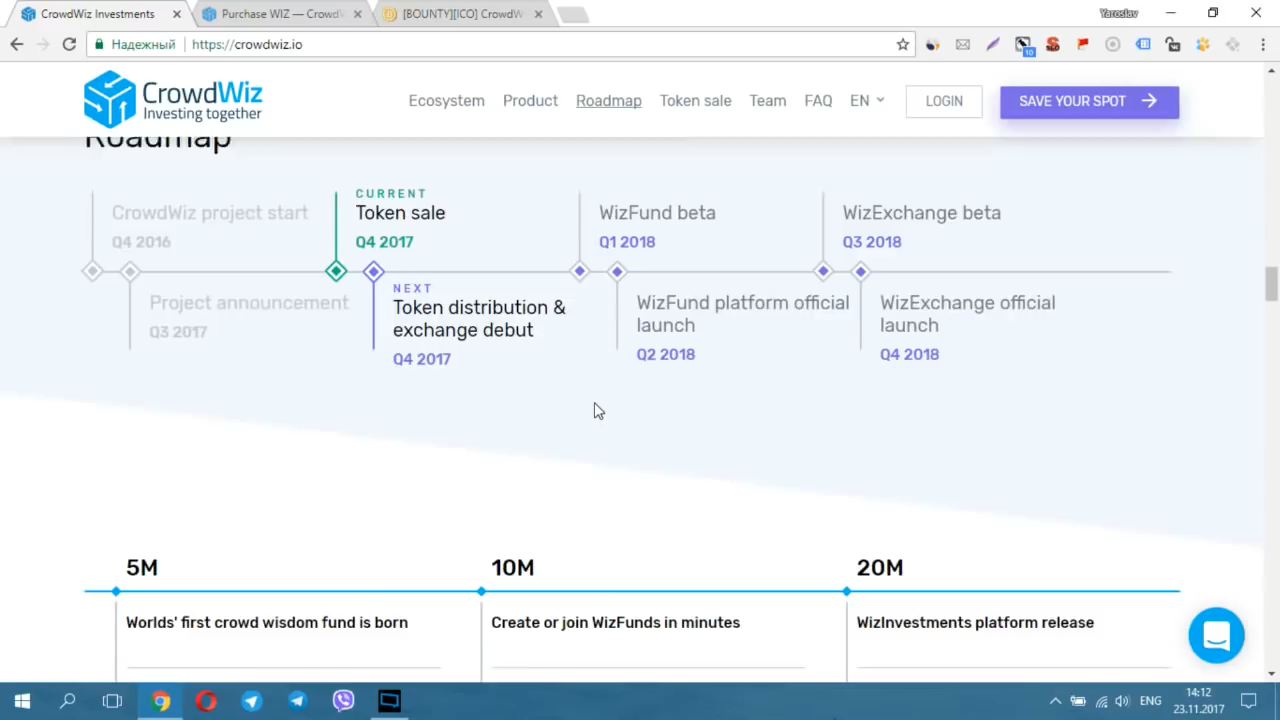 CrowdWiz Investments
Purchase WIZ — CrowdW
[BOUNTY][ICO] CrowdW
Yaroslav
Надежный
https://crowdwiz.io
10
CrowdWiz
Investing together
Ecosystem
Product
Roadmap
Token sale
Team
FAQ
EN
LOGIN
SAVE YOUR SPOT
Roadmap
CrowdWiz project start
Q4 2016
CURRENT
Token sale
Q4 2017
WizFund beta
Q1 2018
WizExchange beta
Q3 2018
Project announcement
Q3 2017
NEXT
Token distribution &
exchange debut
Q4 2017
WizFund platform official
launch
Q2 2018
WizExchange official
launch
Q4 2018
5M
10M
20M
Worlds' first crowd wisdom fund is born
Create or join WizFunds in minutes
WizInvestments platform release
ENG
14:12
23.11.2017